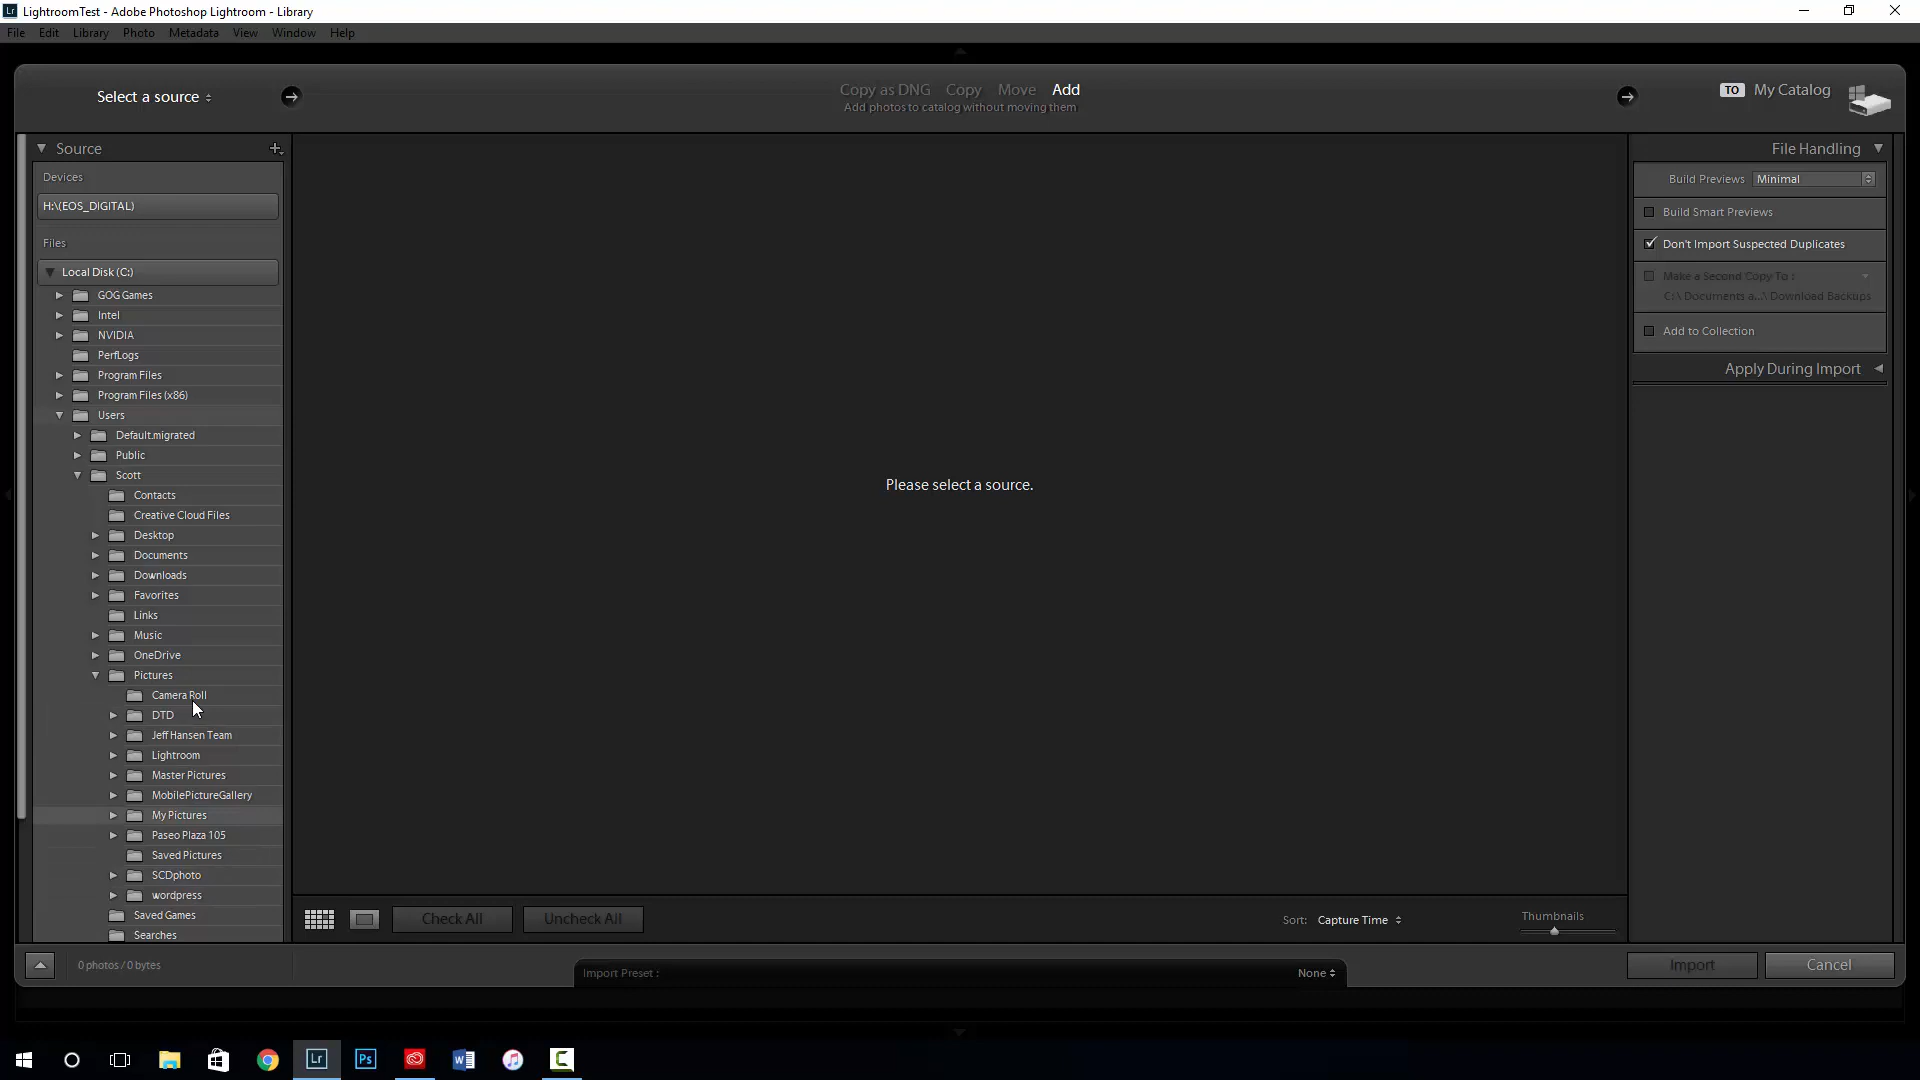 LightroomTest - Adobe Photoshop Lightroom - Library
File Edit Library Photo Metadata View Window Help
Select a source
Copy as DNG Copy Move Add
Add photos to catalog without moving them
TO My Catalog
Source
Devices
H:\(EOS_DIGITAL)
Files
Local Disk (C:)
GOG Games
Intel
NVIDIA
PerfLogs
Program Files
Program Files (x86)
Users
Default.migrated
Public
Scott
Contacts
Creative Cloud Files
Desktop
Documents
Downloads
Favorites
Links
Music
OneDrive
Pictures
Camera Roll
DTD
Jeff Hansen Team
Lightroom
Master Pictures
MobilePictureGallery
My Pictures
Paseo Plaza 105
Saved Pictures
SCDphoto
wordpress
Saved Games
Searches
Please select a source.
File Handling
Build Previews Minimal
Build Smart Previews
Don't Import Suspected Duplicates
Make a Second Copy To :
C:\ Documents a...\ Download Backups
Add to Collection
Apply During Import
Check All Uncheck All
Sort: Capture Time
Thumbnails
0 photos / 0 bytes
Import Preset : None
Import Cancel
Lr Ps